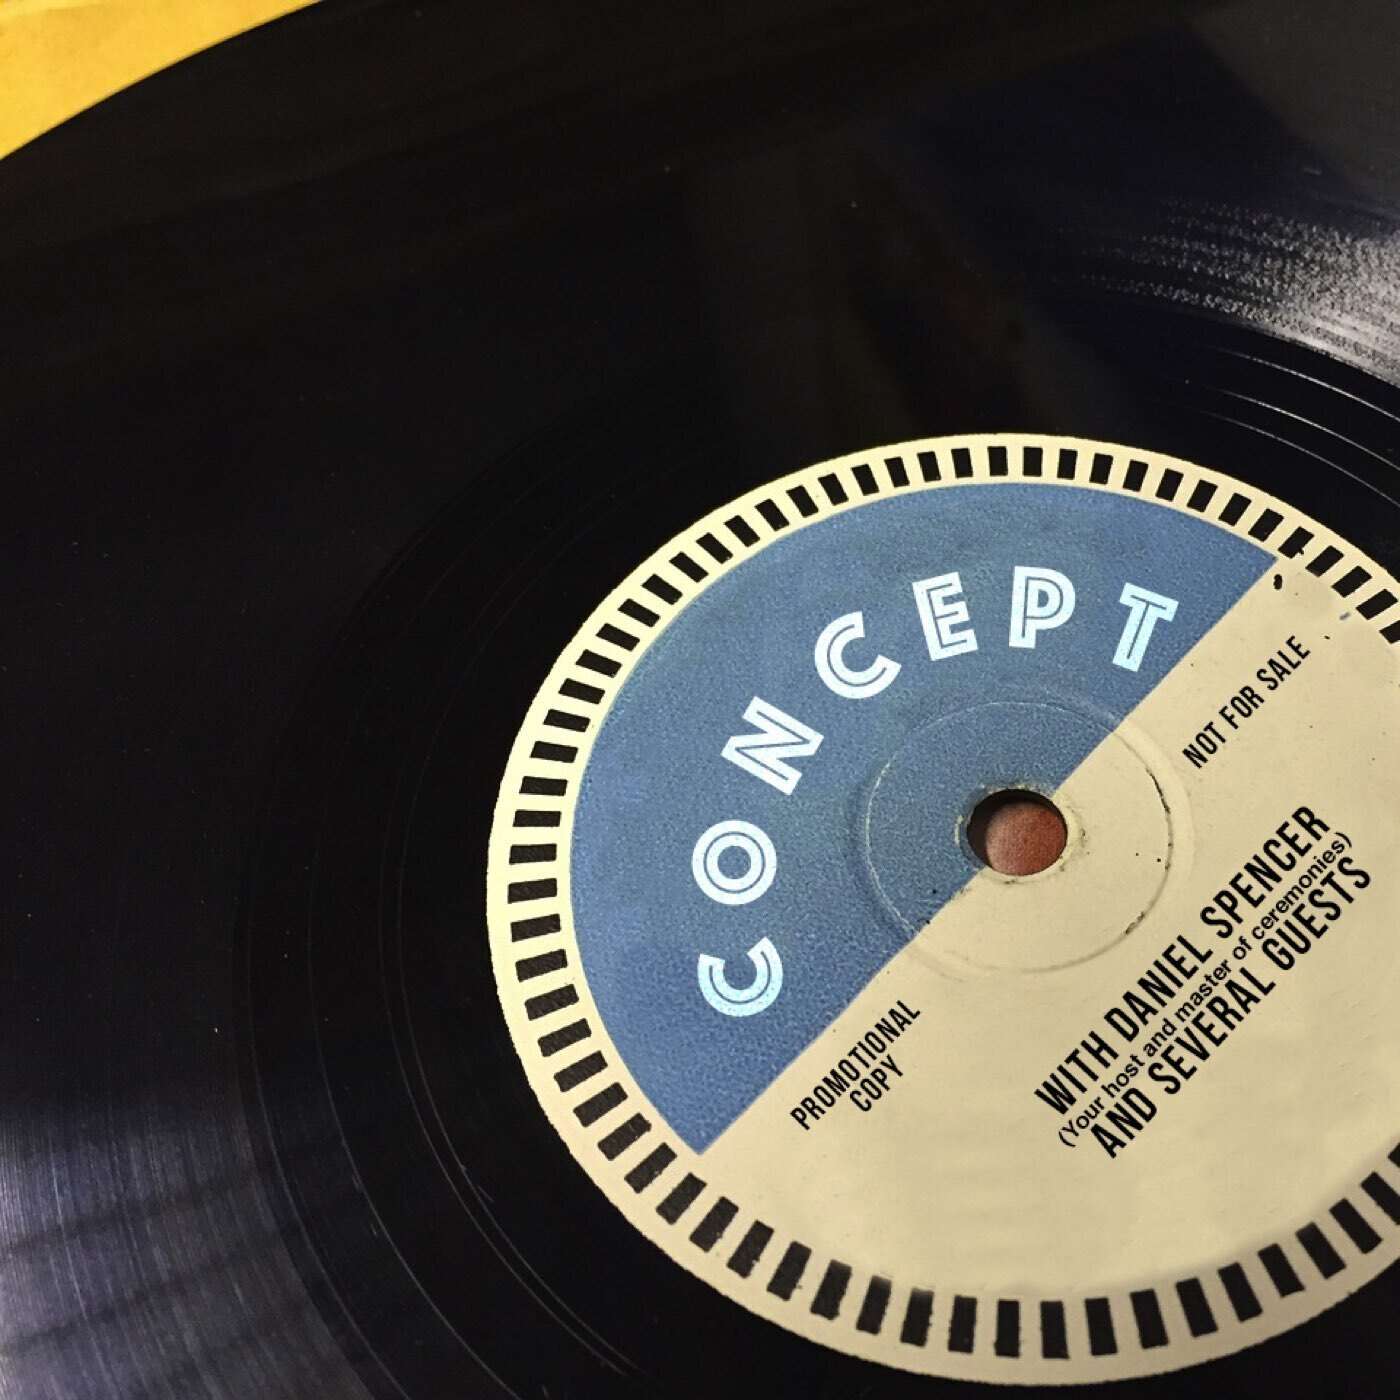 CONCEPT
NOT FOR SALE
PROMOTIONAL
COPY
WITH DANIEL SPENCER
(Your host and master of ceremonies)
AND SEVERAL GUESTS